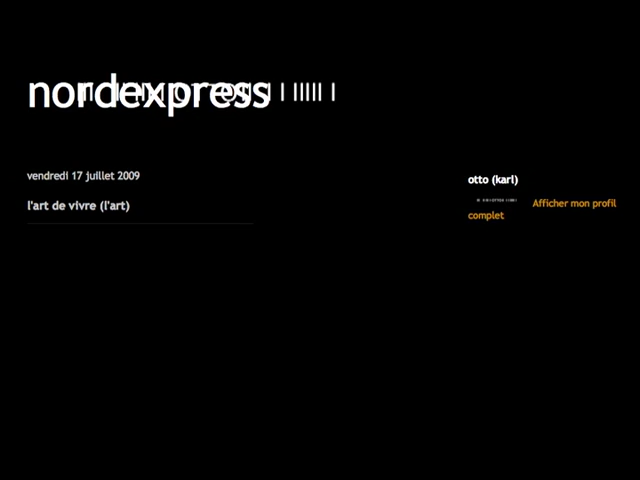 nordexpress
vendredi 17 juillet 2009
l'art de vivre (l'art)
otto (karl)
Afficher mon profil
complet